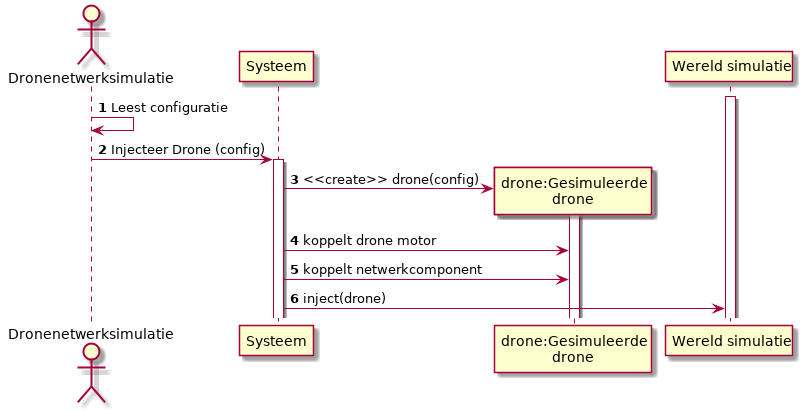 Dronenetwerksimulatie
Systeem
Wereld simulatie
1 Leest configuratie
2 Injecteer Drone (config)
3 <<create>> drone(config)
drone:Gesimuleerde
drone
4 koppelt drone motor
5 koppelt netwerkcomponent
6 inject(drone)
Dronenetwerksimulatie
Systeem
drone:Gesimuleerde
drone
Wereld simulatie